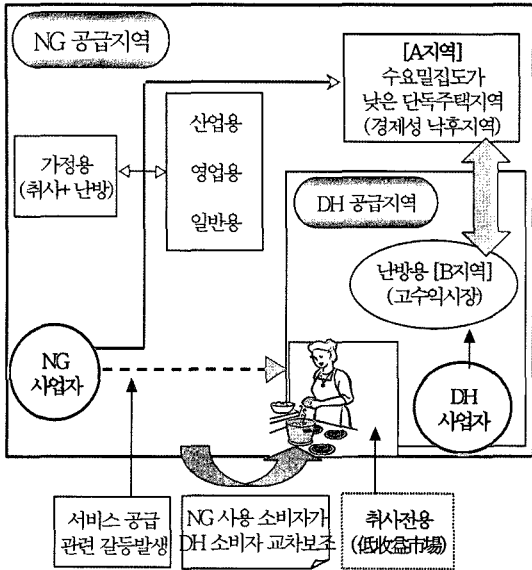 NG 공급지역
[A지역]
수요밀집도가
낮은 단독주택지역
(경제성 낙후지역)
산업용
영업용
일반용
가정용
(취사+ 난방)
DH 공급지역
난방용 [B지역]
(고수익시장)
NG
사업자
DH
사업자
서비스 공급
관련 갈등발생
NG 사용 소비자가
DH 소비자 교차보조
취사전용
(低收益市場)